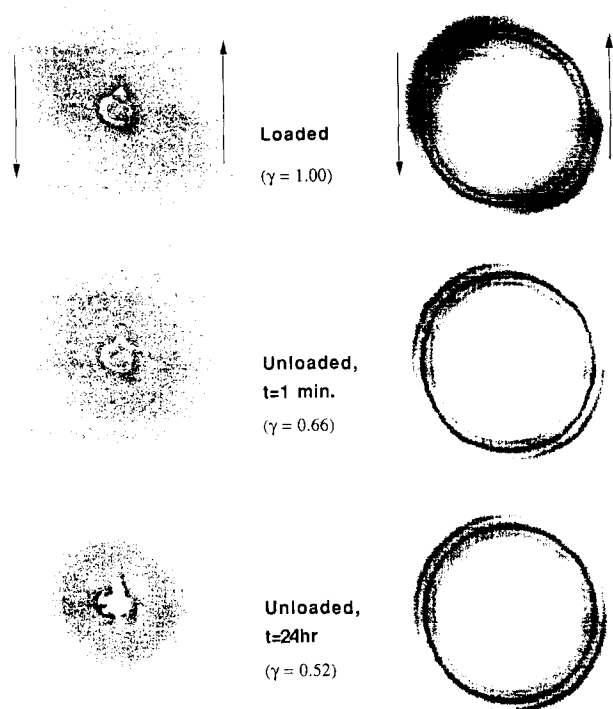 Loaded
(γ = 1.00)
Unloaded,
t=1 min.
(γ = 0.66)
Unloaded,
t=24hr
(γ = 0.52)